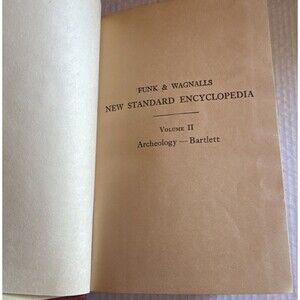 FUNK & WAGNALLS
NEW STANDARD ENCYCLOPEDIA
VOLUME II
Archeology — Bartlett